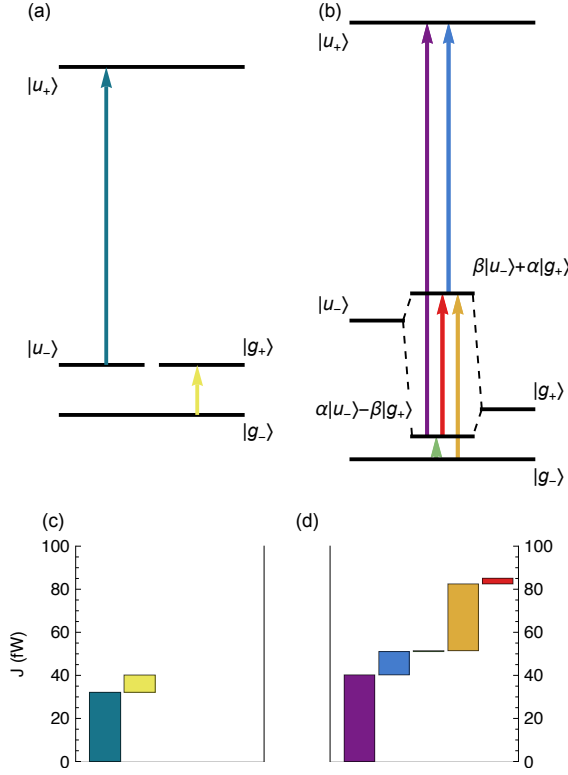 (a)
(b)
|u₊⟩
|u₊⟩
β|u₋⟩+α|g₊⟩
|u₋⟩
|u₋⟩
|g₊⟩
|g₊⟩
α|u₋⟩−β|g₊⟩
|g₋⟩
|g₋⟩
(c)
(d)
100
80
60
40
20
0
J (fW)
100
80
60
40
20
0